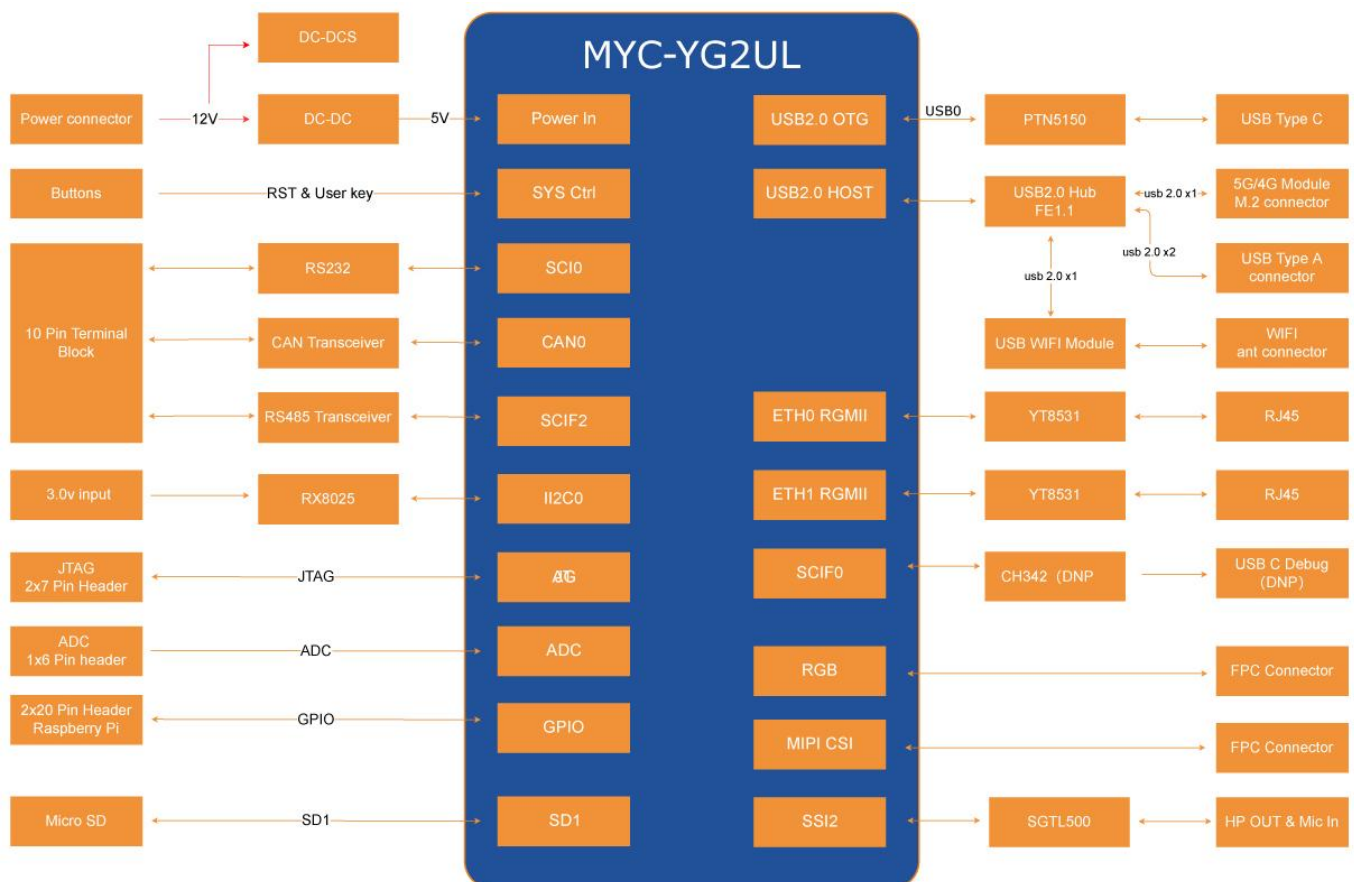 MYC-YG2UL
DC-DCS
Power connector
12V
DC-DC
5V
Power In
Buttons
RST & User key
SYS Ctrl
10 Pin Terminal
Block
RS232
SCI0
CAN Transceiver
CAN0
RS485 Transceiver
SCIF2
3.0v input
RX8025
II2C0
JTAG
2x7 Pin Header
JTAG
ADC
1x6 Pin header
ADC
ADC
2x20 Pin Header
Raspberry Pi
GPIO
GPIO
Micro SD
SD1
SD1
USB2.0 OTG
USB0
PTN5150
USB Type C
USB2.0 HOST
USB2.0 Hub
FE1.1
usb 2.0 x1
5G/4G Module
M.2 connector
usb 2.0 x2
USB Type A
connector
usb 2.0 x1
USB WIFI Module
WIFI
ant connector
ETH0 RGMII
YT8531
RJ45
ETH1 RGMII
YT8531
RJ45
SCIF0
CH342（DNP
USB C Debug
（DNP）
RGB
FPC Connector
MIPI CSI
FPC Connector
SSI2
SGTL500
HP OUT & Mic In